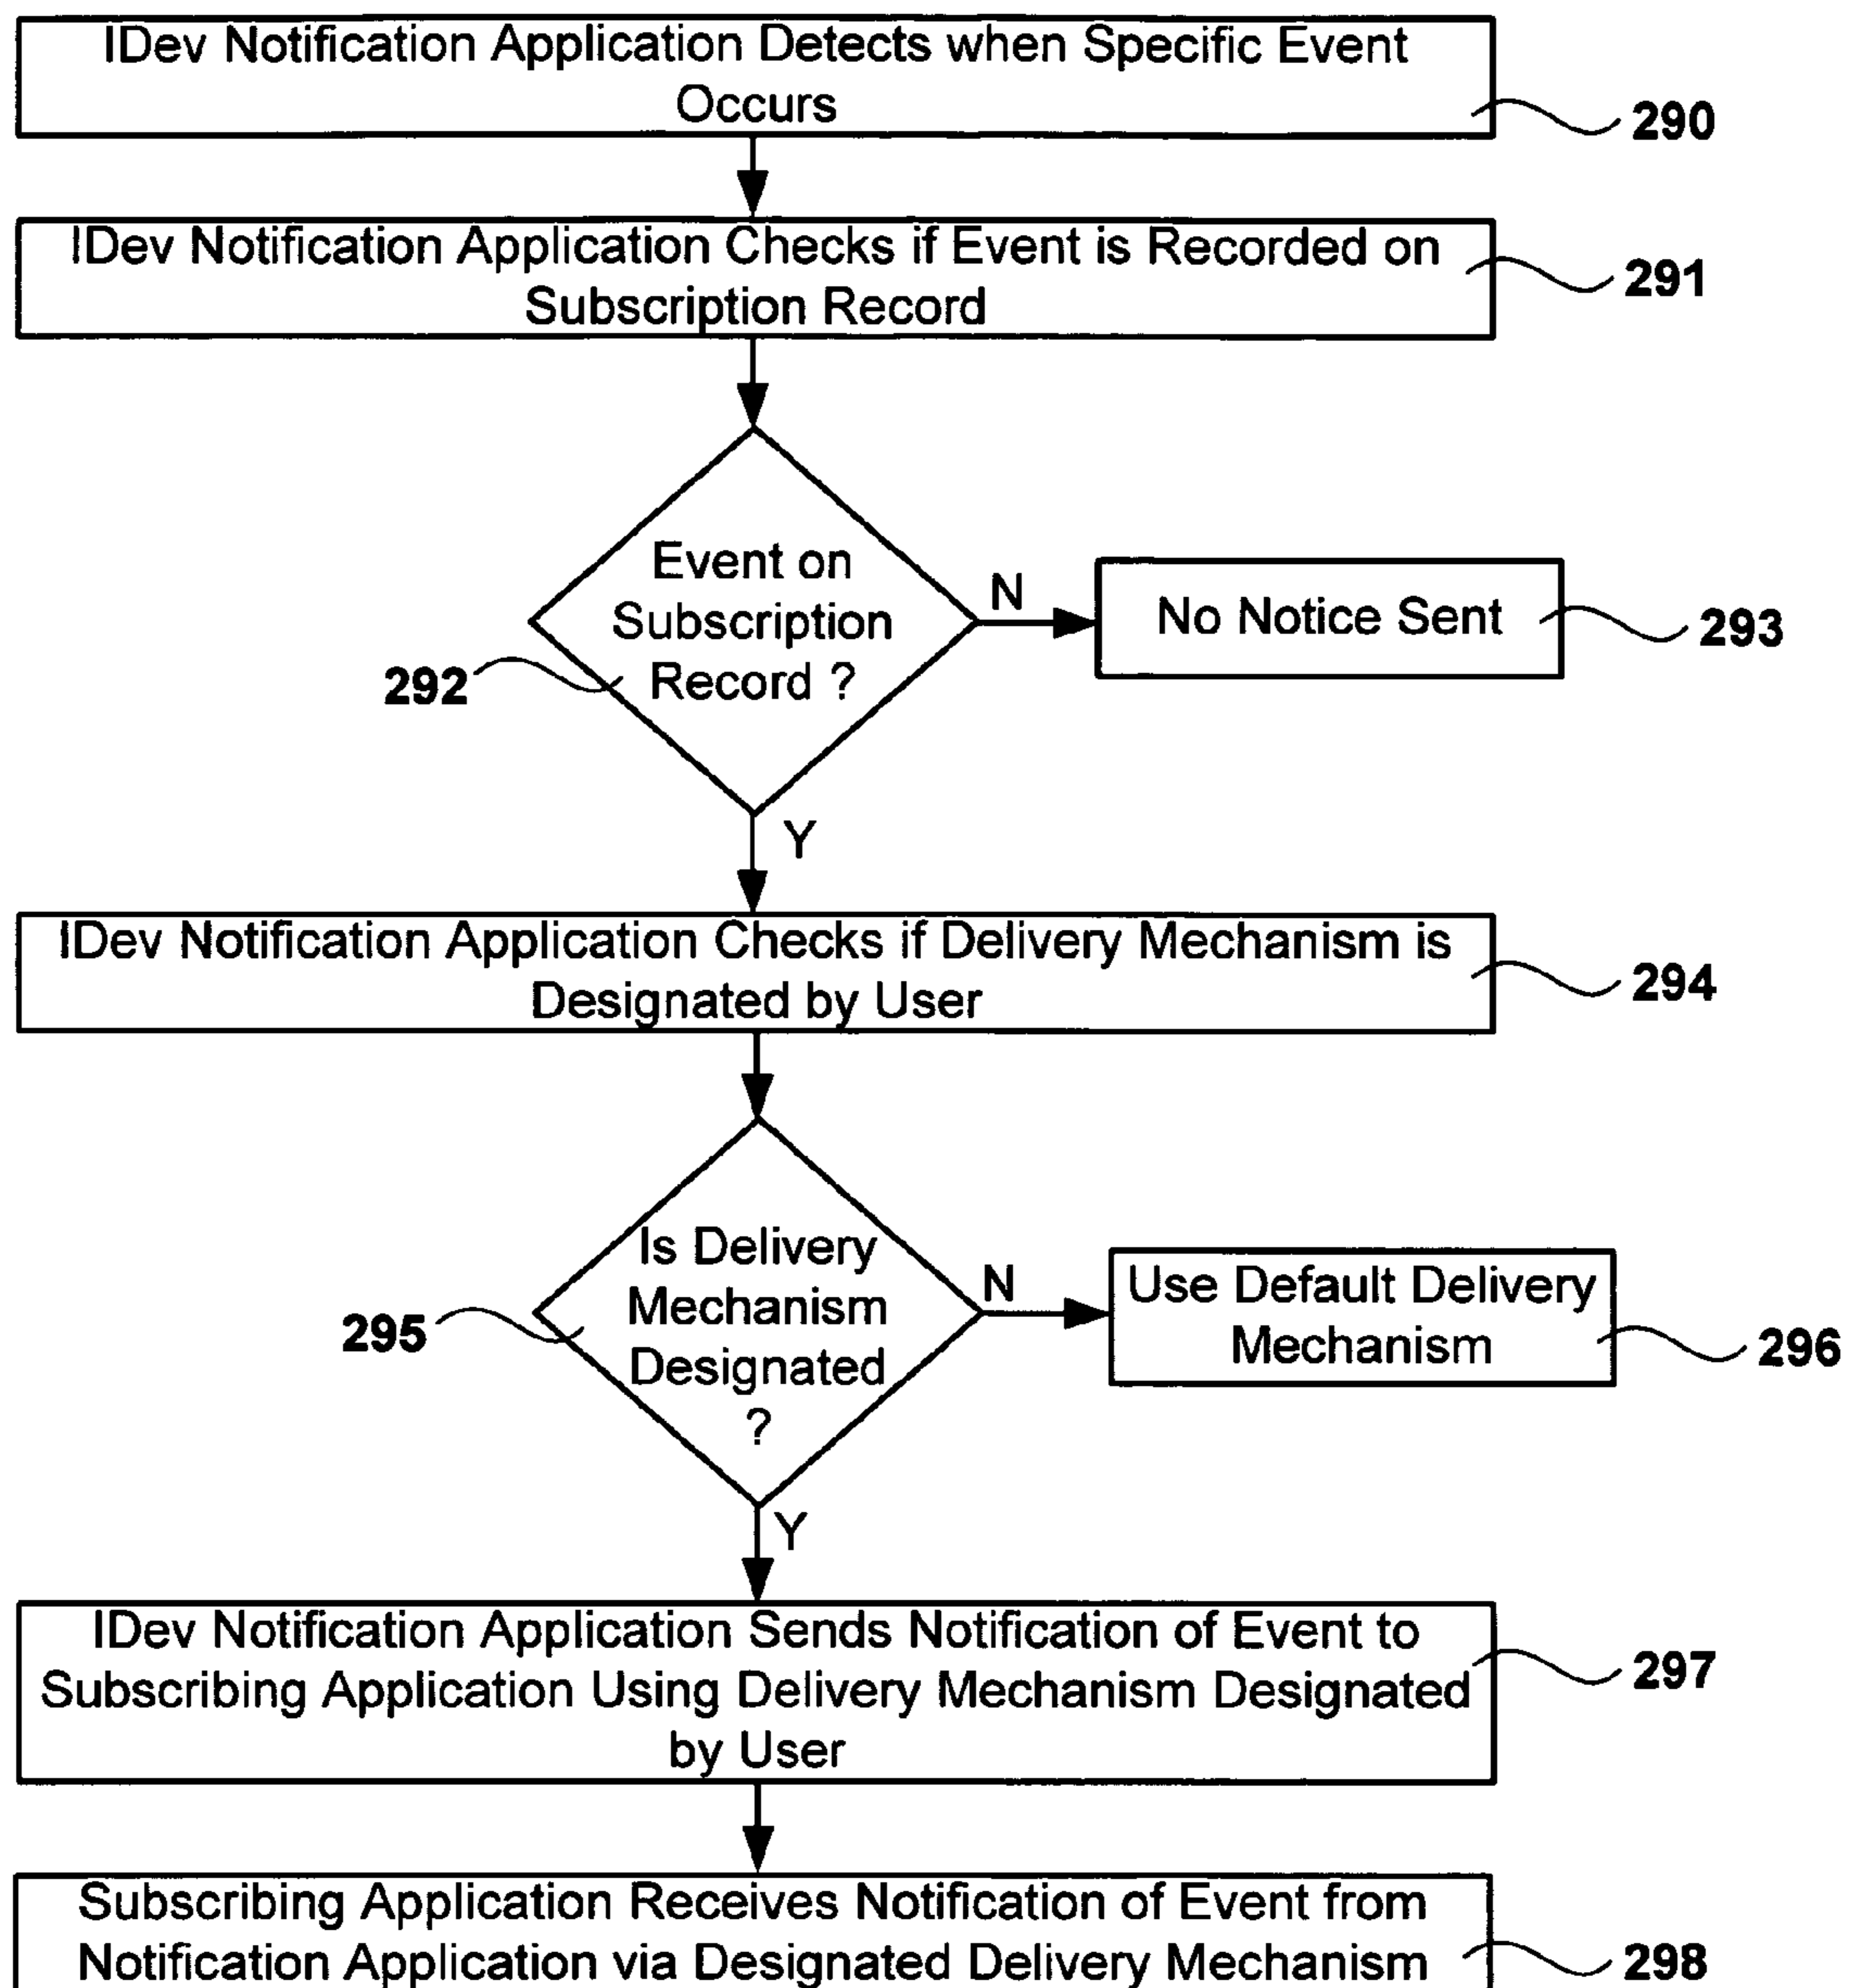 IDev Notification Application Detects when Specific Event
Occurs
290
IDev Notification Application Checks if Event is Recorded on
Subscription Record
291
Event on
Subscription
Record ?
292
N
No Notice Sent
293
Y
IDev Notification Application Checks if Delivery Mechanism is
Designated by User
294
Is Delivery
Mechanism
Designated
?
295
N
Use Default Delivery
Mechanism
296
Y
IDev Notification Application Sends Notification of Event to
Subscribing Application Using Delivery Mechanism Designated
by User
297
Subscribing Application Receives Notification of Event from
Notification Application via Designated Delivery Mechanism
298